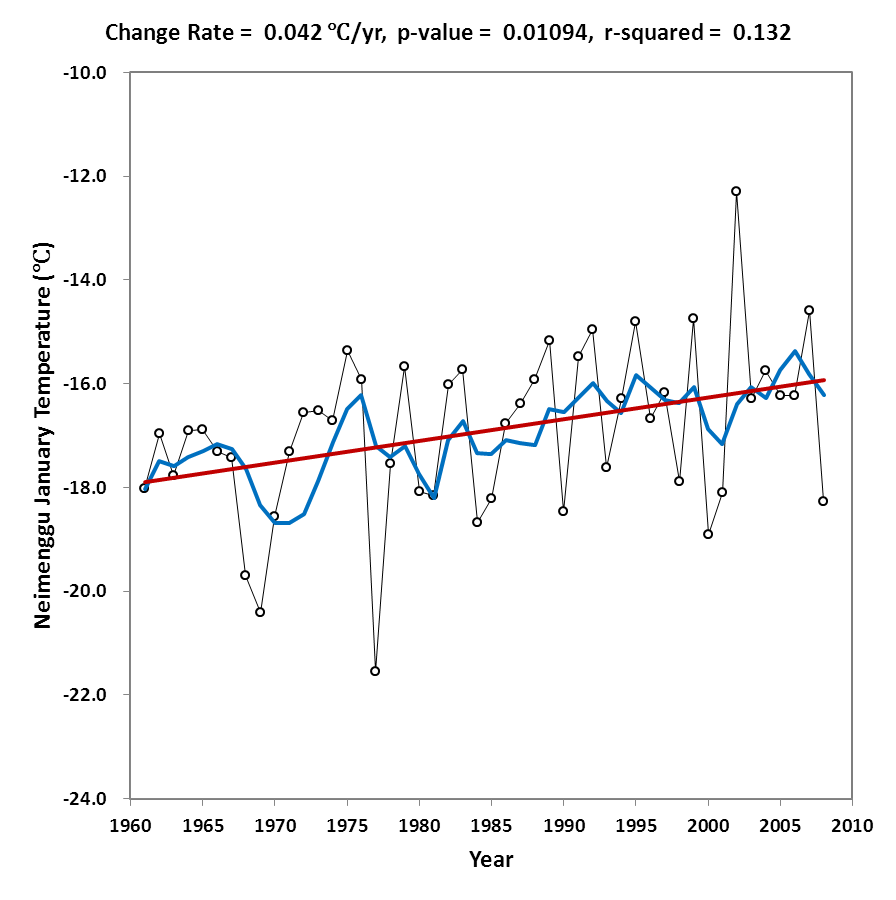 Change Rate = 0.042 ℃/yr, p-value = 0.01094, r-squared = 0.132
Neimenggu January Temperature (℃)
-10.0
-12.0
-14.0
-16.0
-18.0
-20.0
-22.0
-24.0
1960 1965 1970 1975 1980 1985 1990 1995 2000 2005 2010
Year